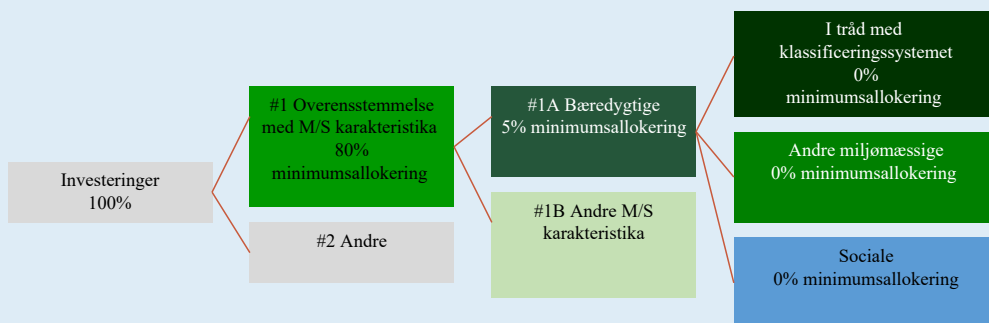 Investeringer
100%
#1 Overensstemmelse
med M/S karakteristika
80%
minimumsallokering
#2 Andre
#1A Bæredygtige
5% minimumsallokering
#1B Andre M/S
karakteristika
I tråd med
klassificeringssystemet
0%
minimumsallokering
Andre miljømæssige
0% minimumsallokering
Sociale
0% minimumsallokering